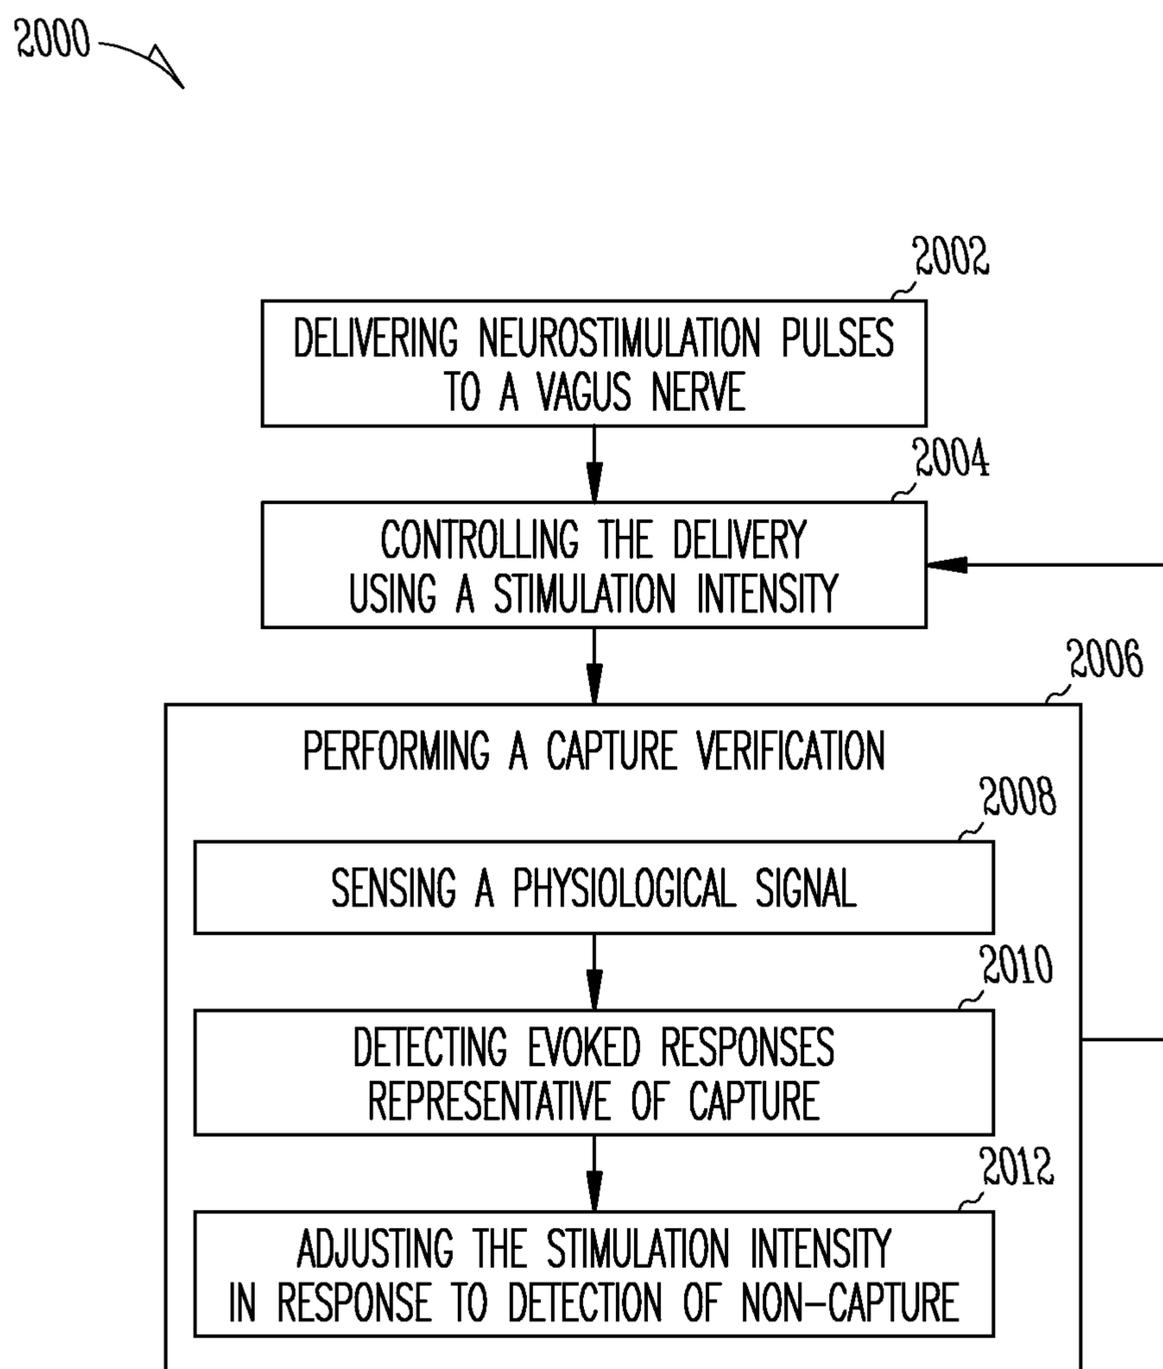 2000
2002
DELIVERING NEUROSTIMULATION PULSES
TO A VAGUS NERVE
2004
CONTROLLING THE DELIVERY
USING A STIMULATION INTENSITY
2006
PERFORMING A CAPTURE VERIFICATION
2008
SENSING A PHYSIOLOGICAL SIGNAL
2010
DETECTING EVOKED RESPONSES
REPRESENTATIVE OF CAPTURE
2012
ADJUSTING THE STIMULATION INTENSITY
IN RESPONSE TO DETECTION OF NON-CAPTURE